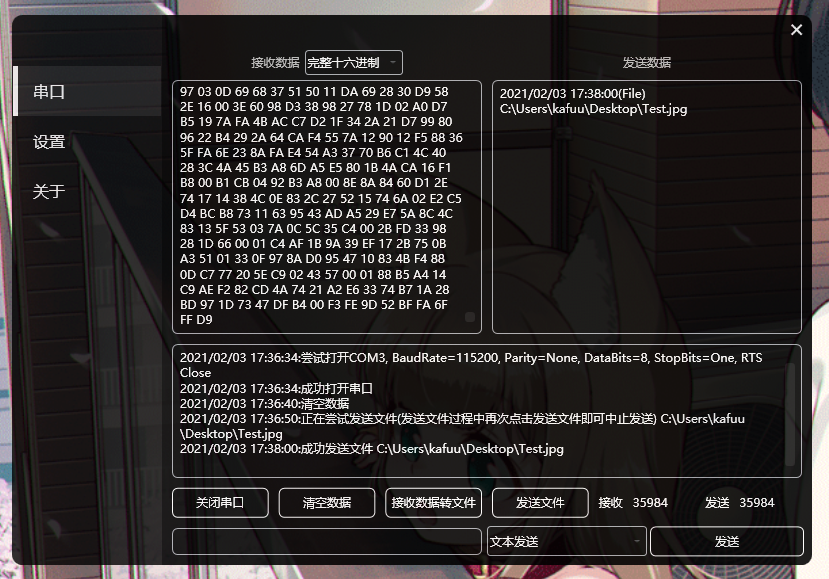 ×
接收数据 完整十六进制 发送数据
串口
设置
关于
97 03 0D 69 68 37 51 50 11 DA 69 28 30 D9 58
2E 16 00 3E 60 98 D3 38 98 27 78 1D 02 A0 D7
B5 19 7A FA 4B AC C7 D2 1F 34 2A 21 D7 99 80
96 22 B4 29 2A 64 CA F4 55 7A 12 90 12 F5 88 36
5F FA 6E 23 8A FA E4 54 A3 37 70 B6 C1 4C 40
28 3C 4A 45 B3 A8 6D A5 E5 80 1B 4A CA 16 F1
B8 00 B1 CB 04 92 B3 A8 00 8E 8A 84 60 D1 2E
74 17 14 38 4C 0E 83 2C 27 52 15 74 6A 02 E2 C5
D4 BC B8 73 11 63 95 43 AD A5 29 E7 5A 8C 4C
83 13 5F 53 03 7A 0C 5C 35 C4 00 2B FD 33 98
28 1D 66 00 01 C4 AF 1B 9A 39 EF 17 2B 75 0B
A3 51 01 33 0F 97 8A D0 95 47 10 83 4B F4 88
0D C7 77 20 5E C9 02 43 57 00 01 88 B5 A4 14
C9 AE F2 82 CD 4A 74 21 A2 E6 33 74 B7 1A 28
BD 97 1D 73 47 DF B4 00 F3 FE 9D 52 BF FA 6F
FF D9
2021/02/03 17:38:00(File)
C:\Users\kafuu\Desktop\Test.jpg
2021/02/03 17:36:34:尝试打开COM3, BaudRate=115200, Parity=None, DataBits=8, StopBits=One, RTS
Close
2021/02/03 17:36:34:成功打开串口
2021/02/03 17:36:40:清空数据
2021/02/03 17:36:50:正在尝试发送文件(发送文件过程中再次点击发送文件即可中止发送) C:\Users\kafuu
\Desktop\Test.jpg
2021/02/03 17:38:00:成功发送文件 C:\Users\kafuu\Desktop\Test.jpg
关闭串口 清空数据 接收数据转文件 发送文件 接收 35984 发送 35984
文本发送 发送